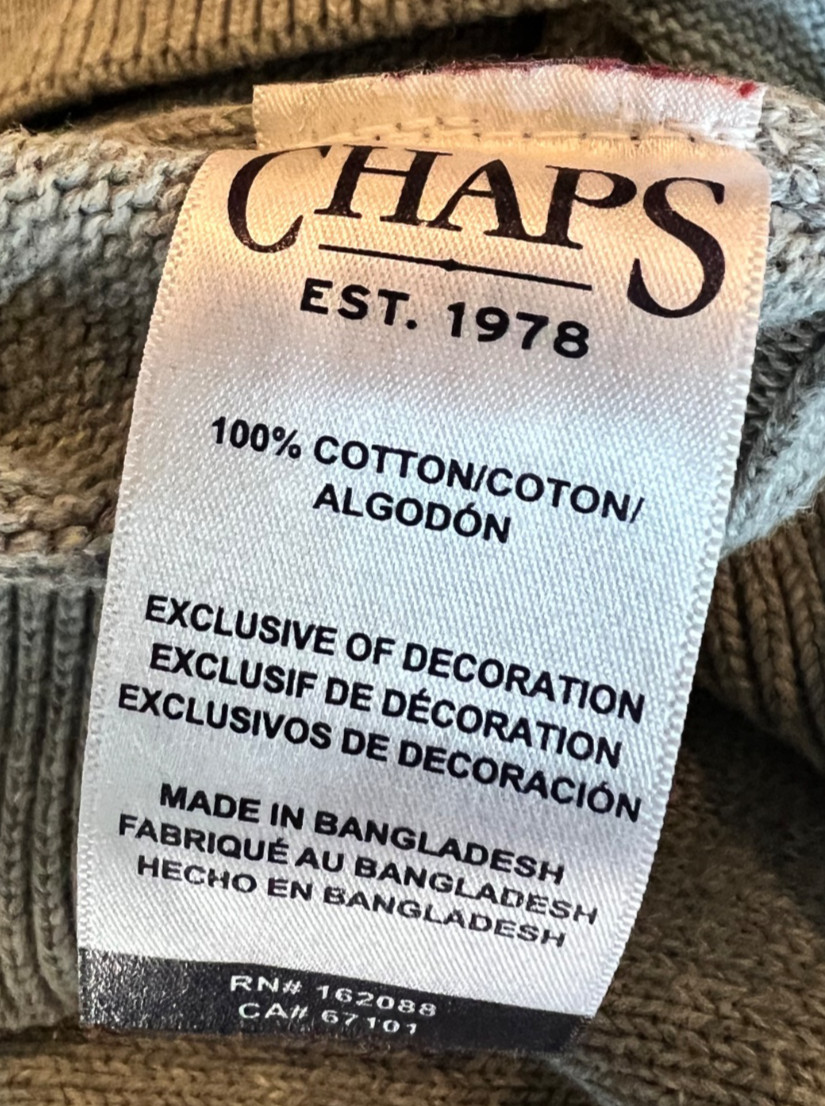 CHAPS
EST. 1978
100% COTTON/COTON/
ALGODÓN
EXCLUSIVE OF DECORATION
EXCLUSIF DE DÉCORATION
EXCLUSIVOS DE DECORACIÓN
MADE IN BANGLADESH
FABRIQUÉ AU BANGLADESH
HECHO EN BANGLADESH
RN# 162088
CA# 67101